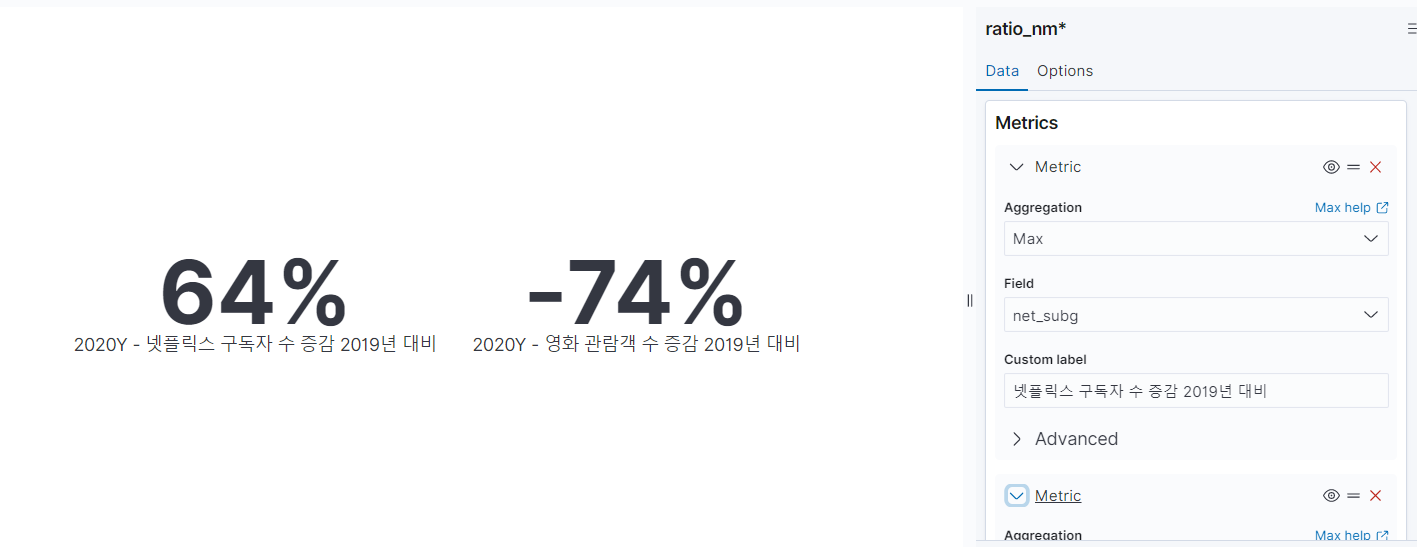 64%
2020Y - 넷플릭스 구독자 수 증감 2019년 대비
-74%
2020Y - 영화 관람객 수 증감 2019년 대비
ratio_nm*
Data Options
Metrics
Metric
Aggregation Max help
Max
Field
net_subg
Custom label
넷플릭스 구독자 수 증감 2019년 대비
Advanced
Metric
Aggregation Max help